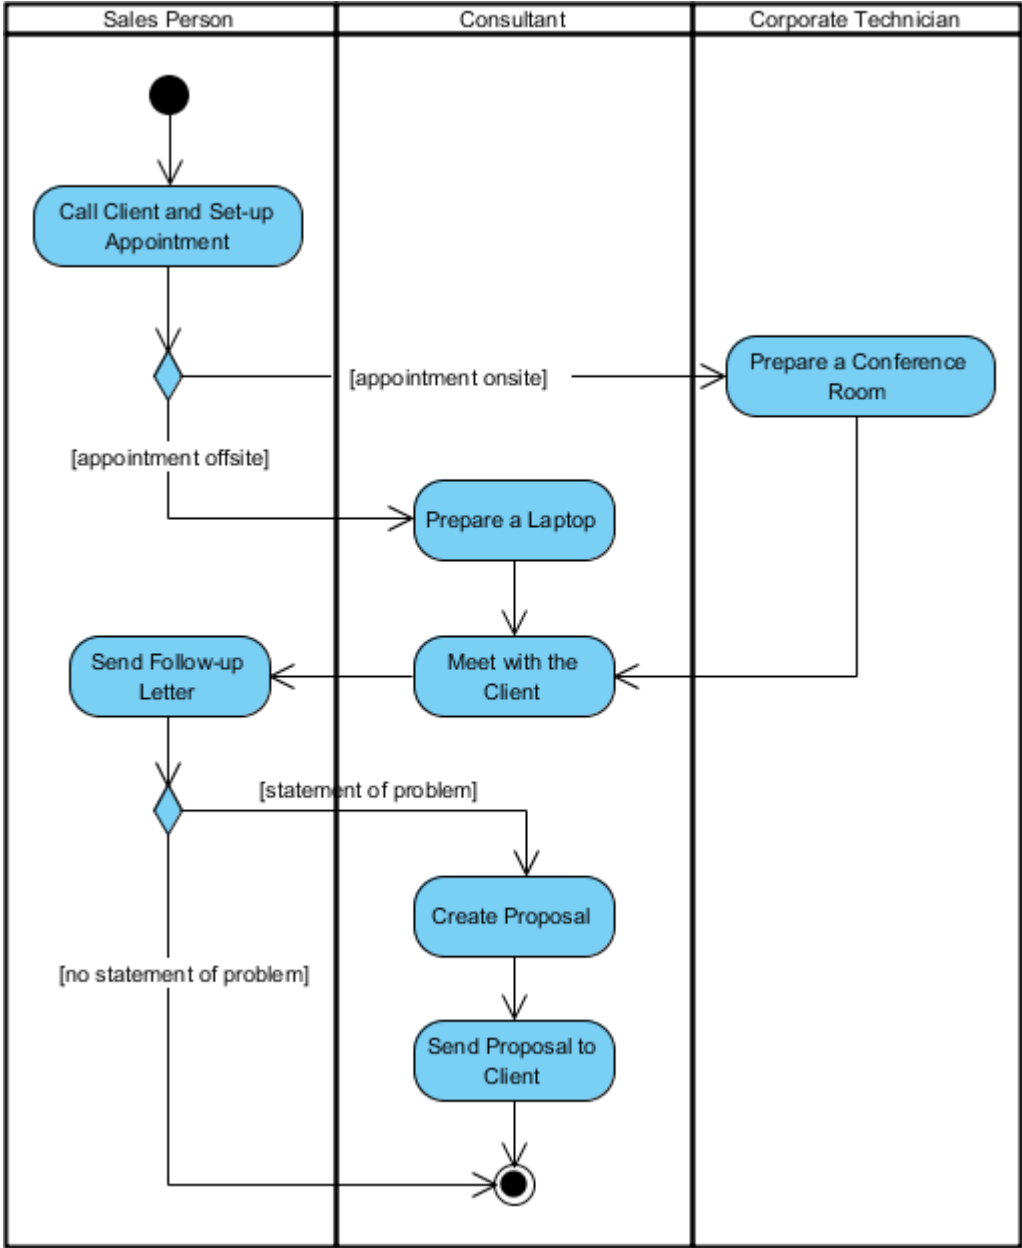 Sales Person
Consultant
Corporate Technician
Call Client and Set-up
Appointment
[appointment onsite]
Prepare a Conference
Room
[appointment offsite]
Prepare a Laptop
Send Follow-up
Letter
Meet with the
Client
[statement of problem]
Create Proposal
[no statement of problem]
Send Proposal to
Client